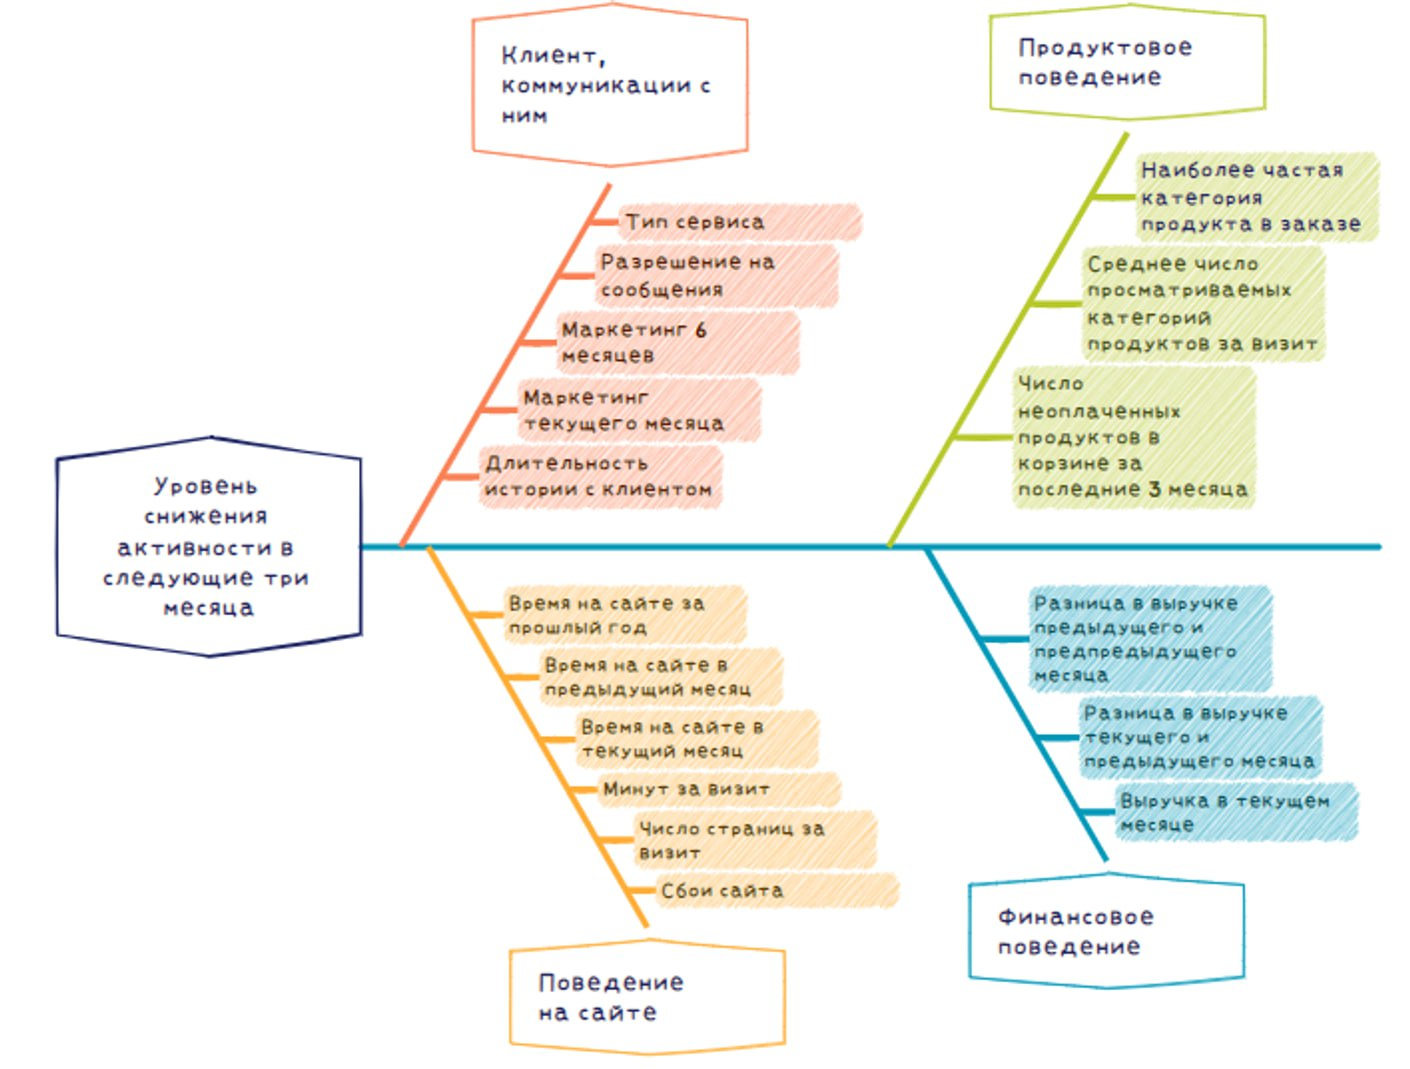 Клиент,
коммуникации с
ним
Тип сервиса
Разрешение на
сообщения
Маркетинг 6
месяцев
Маркетинг
текущего месяца
Длительность
истории с клиентом
Продуктовое
поведение
Наиболее частая
категория
продукта в заказе
Среднее число
просматриваемых
категорий
продуктов за визит
Число
неоплаченных
продуктов в
корзине за
последние 3 месяца
Уровень
снижения
активности в
следующие три
месяца
Время на сайте за
прошлый год
Время на сайте в
предыдущий месяц
Время на сайте в
текущий месяц
Минут за визит
Число страниц за
визит
Сбои сайта
Поведение
на сайте
Разница в выручке
предыдущего и
предпредыдущего
месяца
Разница в выручке
текущего и
предыдущего месяца
Выручка в текущем
месяце
Финансовое
поведение